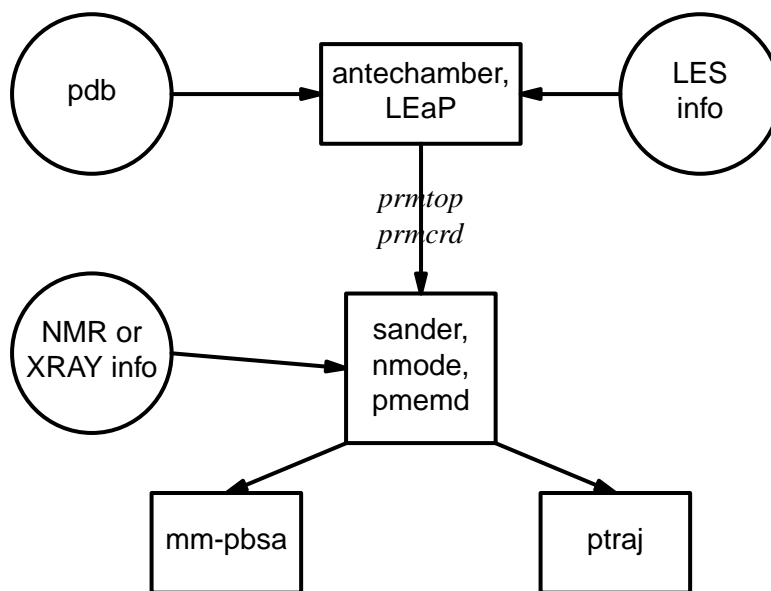 pdb
antechamber,
LEaP
LES
info
prmtop
prmcrd
NMR or
XRAY info
sander,
nmode,
pmemd
mm-pbsa
ptraj